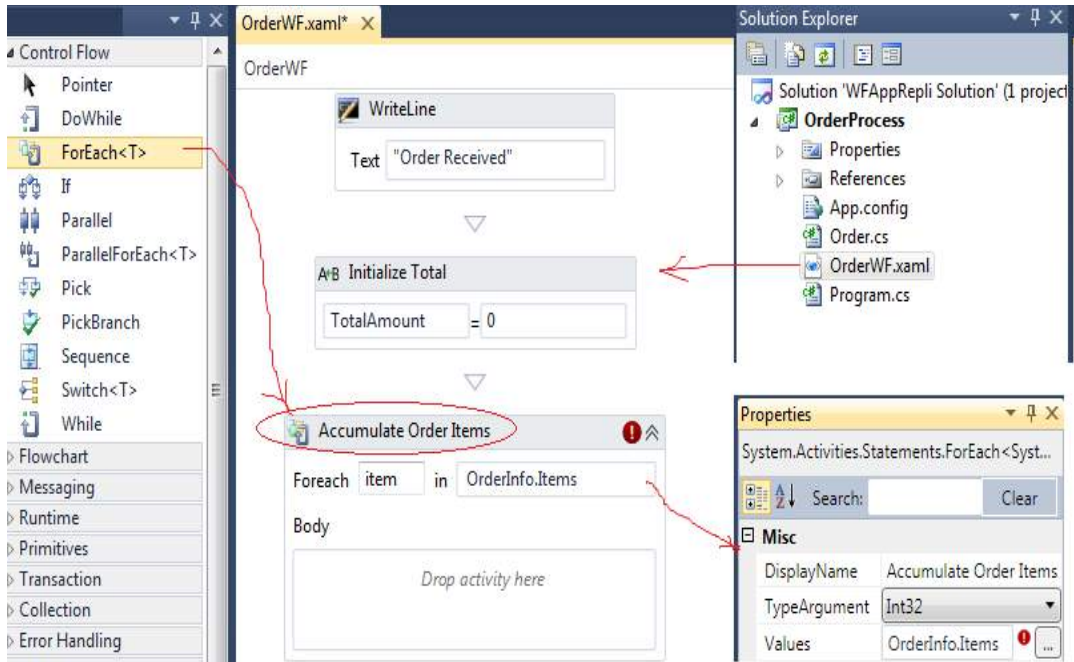 Control Flow
Pointer
DoWhile
ForEach<T>
If
Parallel
ParallelForEach<T>
Pick
PickBranch
Sequence
Switch<T>
While
Flowchart
Messaging
Runtime
Primitives
Transaction
Collection
Error Handling
OrderWF.xaml*
OrderWF
WriteLine
Text "Order Received"
A+B Initialize Total
TotalAmount = 0
Accumulate Order Items
Foreach item in OrderInfo.Items
Body
Drop activity here
Solution Explorer
Solution 'WFAppRepli Solution' (1 project
OrderProcess
Properties
References
App.config
Order.cs
OrderWF.xaml
Program.cs
Properties
System.Activities.Statements.ForEach<Syst...
Search: Clear
Misc
DisplayName Accumulate Order Items
TypeArgument Int32
Values OrderInfo.Items ...